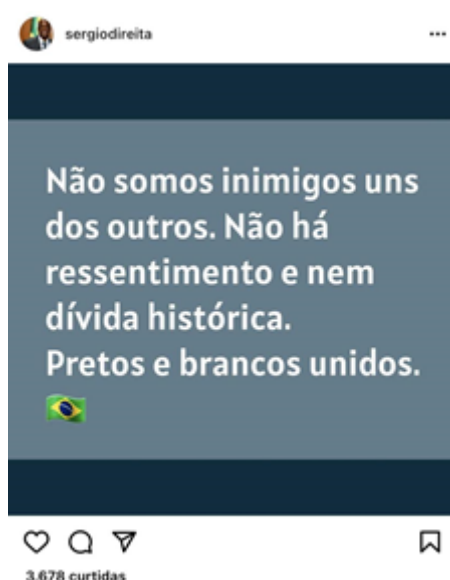 sergiodireita
Não somos inimigos uns
dos outros. Não há
ressentimento e nem
dívida histórica.
Pretos e brancos unidos.
3.678 curtidas